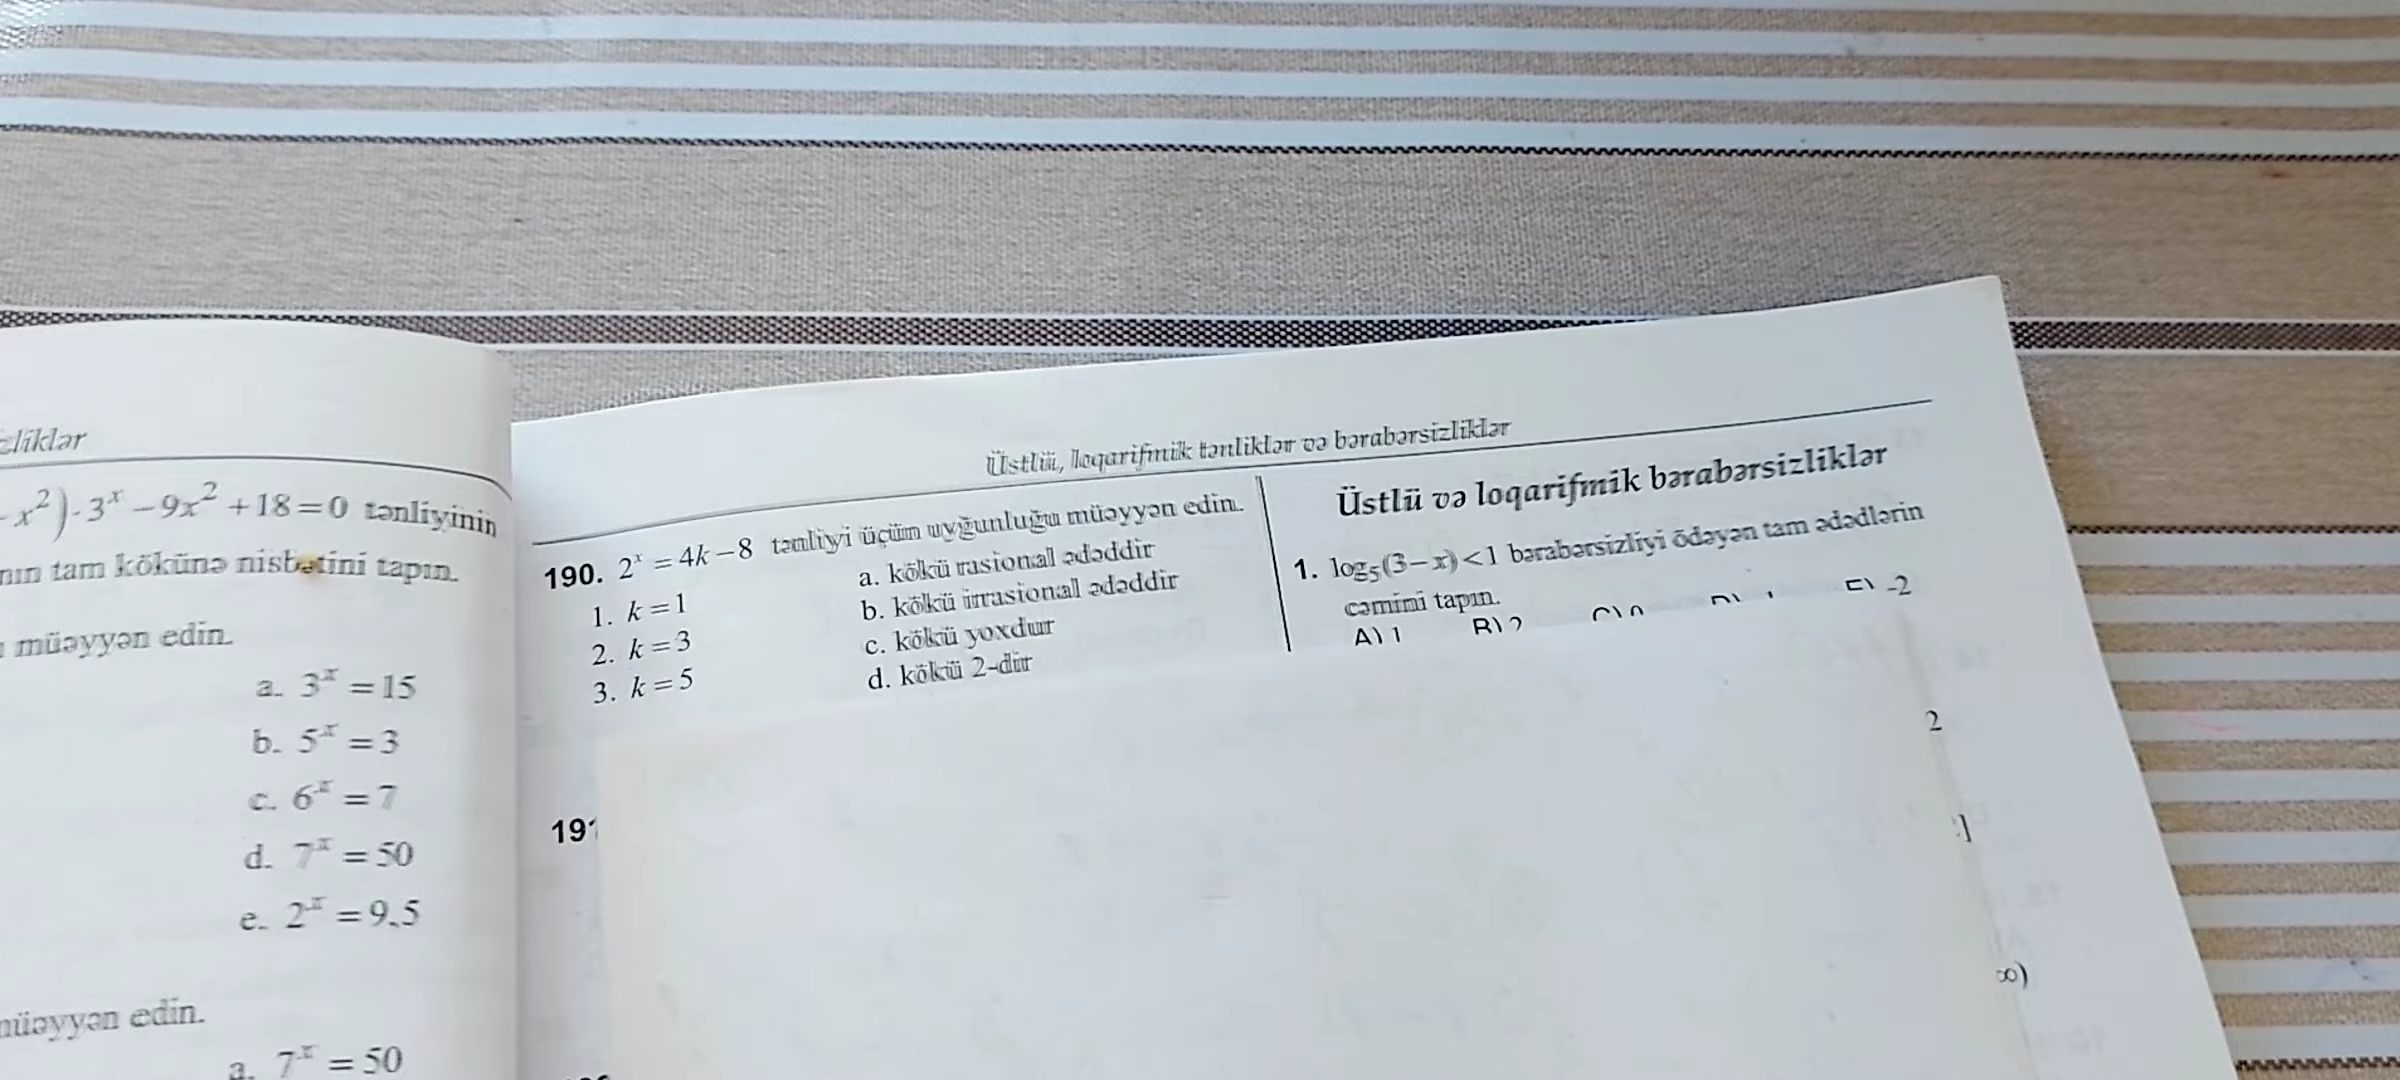 zliklər
x²)·3ˣ −9x² +18=0 tənliyinin
nın tam kökünə nisbətini tapın.
müəyyən edin.
a. 3ˣ =15
b. 5ˣ =3
c. 6ˣ =7
d. 7ˣ =50
e. 2ˣ =9,5
müəyyən edin.
a. 7ˣ =50
Üstlü, loqarifmik tənliklər və bərabərsizliklər
190. 2ˣ = 4k −8 tənliyi üçün uyğunluğu müəyyən edin.
1. k =1 a. kökü rasional ədəddir
2. k =3 b. kökü irrasional ədəddir
3. k =5 c. kökü yoxdur
d. kökü 2-dir
191
Üstlü və loqarifmik bərabərsizliklər
1. log₅(3−x)<1 bərabərsizliyi ödəyən tam ədədlərin
cəmini tapın.
A) 1 B) 2 C) 0 E) -2
2
]
∞)